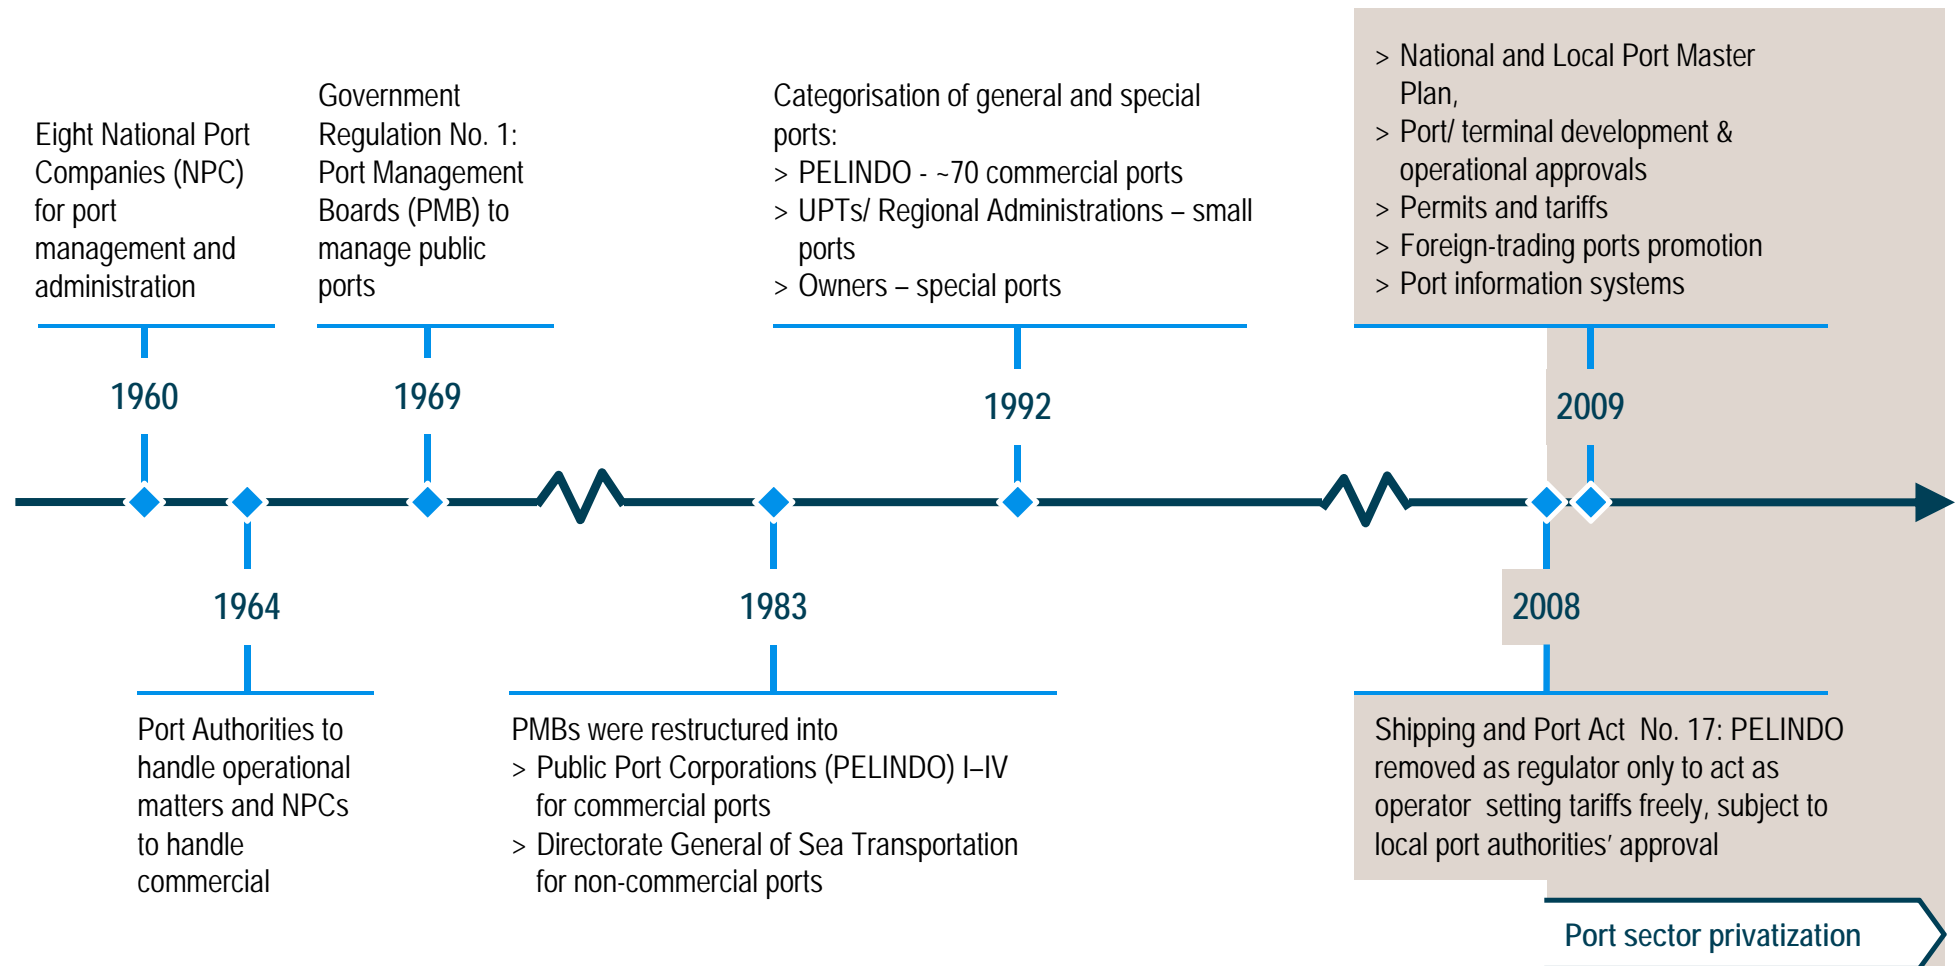 Eight National Port
Companies (NPC)
for port
management and
administration
1960
Government
Regulation No. 1:
Port Management
Boards (PMB) to
manage public
ports
1969
Categorisation of general and special
ports:
> PELINDO - ~70 commercial ports
> UPTs/ Regional Administrations – small
ports
> Owners – special ports
1992
> National and Local Port Master
Plan,
> Port/ terminal development &
operational approvals
> Permits and tariffs
> Foreign-trading ports promotion
> Port information systems
2009
1964
Port Authorities to
handle operational
matters and NPCs
to handle
commercial
1983
PMBs were restructured into
> Public Port Corporations (PELINDO) I–IV
for commercial ports
> Directorate General of Sea Transportation
for non-commercial ports
2008
Shipping and Port Act  No. 17: PELINDO
removed as regulator only to act as
operator  setting tariffs freely, subject to
local port authorities’ approval
Port sector privatization